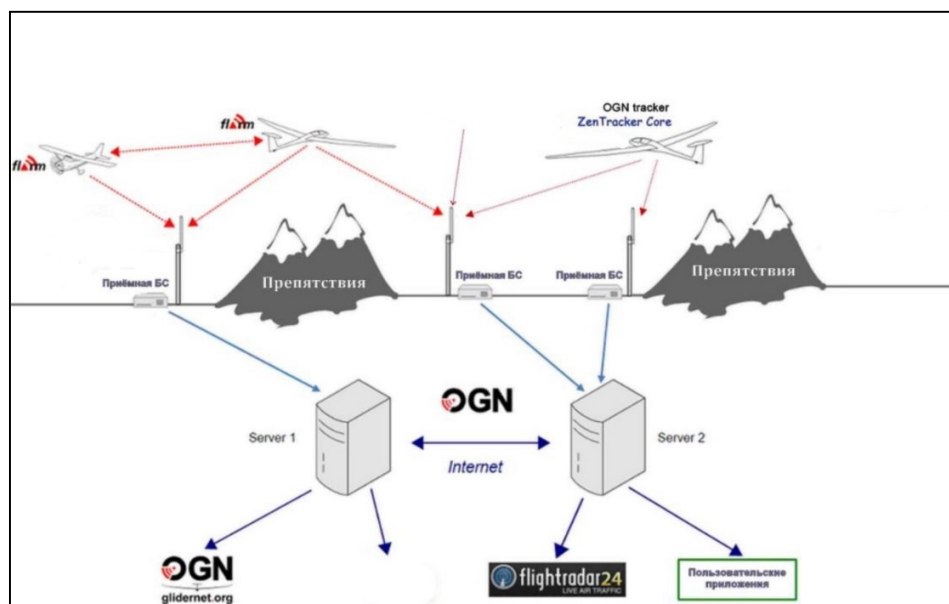 OGN tracker
ZenTracker Core
flarm
flarm
Препятствия
Препятствия
Приёмная БС
Приёмная БС
Приёмная БС
OGN
Server 1
Server 2
Internet
OGN
glidernet.org
flightradar24
LIVE AIR TRAFFIC
Пользовательские
приложения